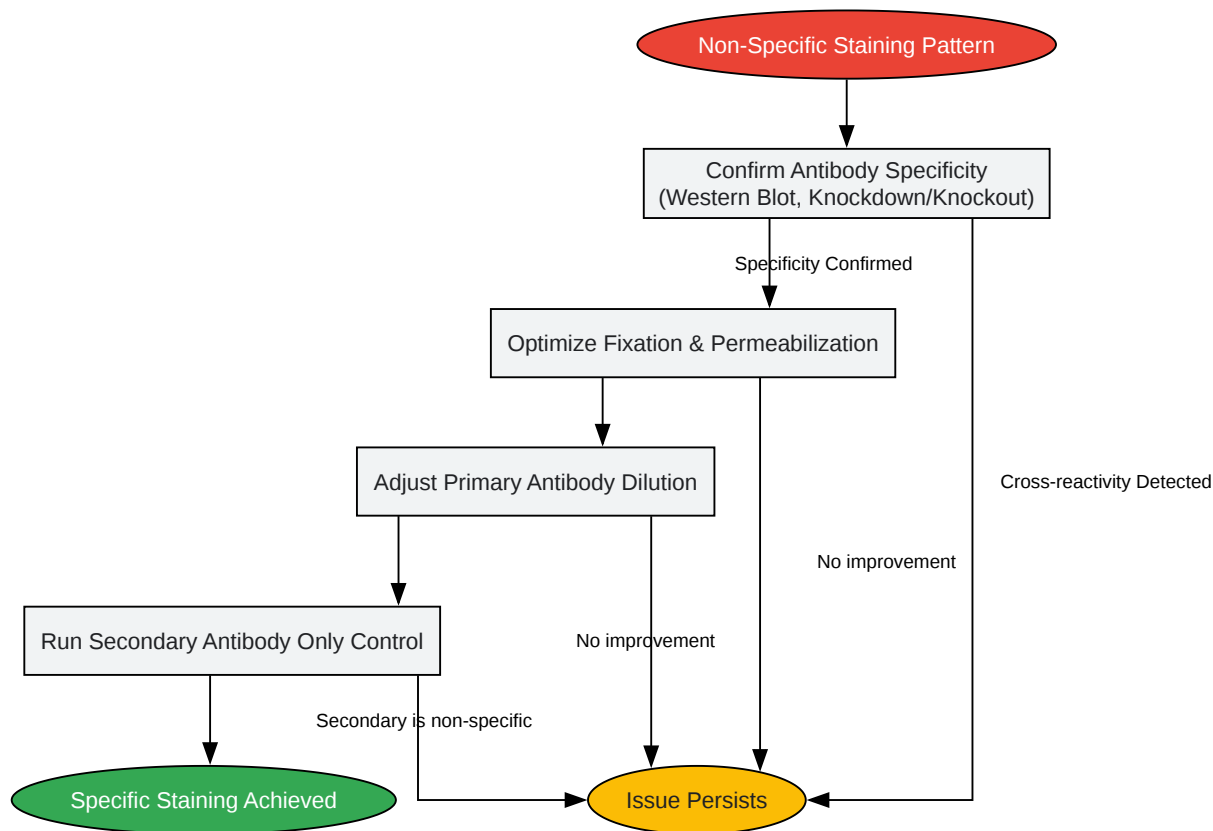 Non-Specific Staining Pattern
Confirm Antibody Specificity
(Western Blot, Knockdown/Knockout)
Specificity Confirmed
Optimize Fixation & Permeabilization
Adjust Primary Antibody Dilution
Cross-reactivity Detected
No improvement
Run Secondary Antibody Only Control
No improvement
Secondary is non-specific
Specific Staining Achieved
Issue Persists